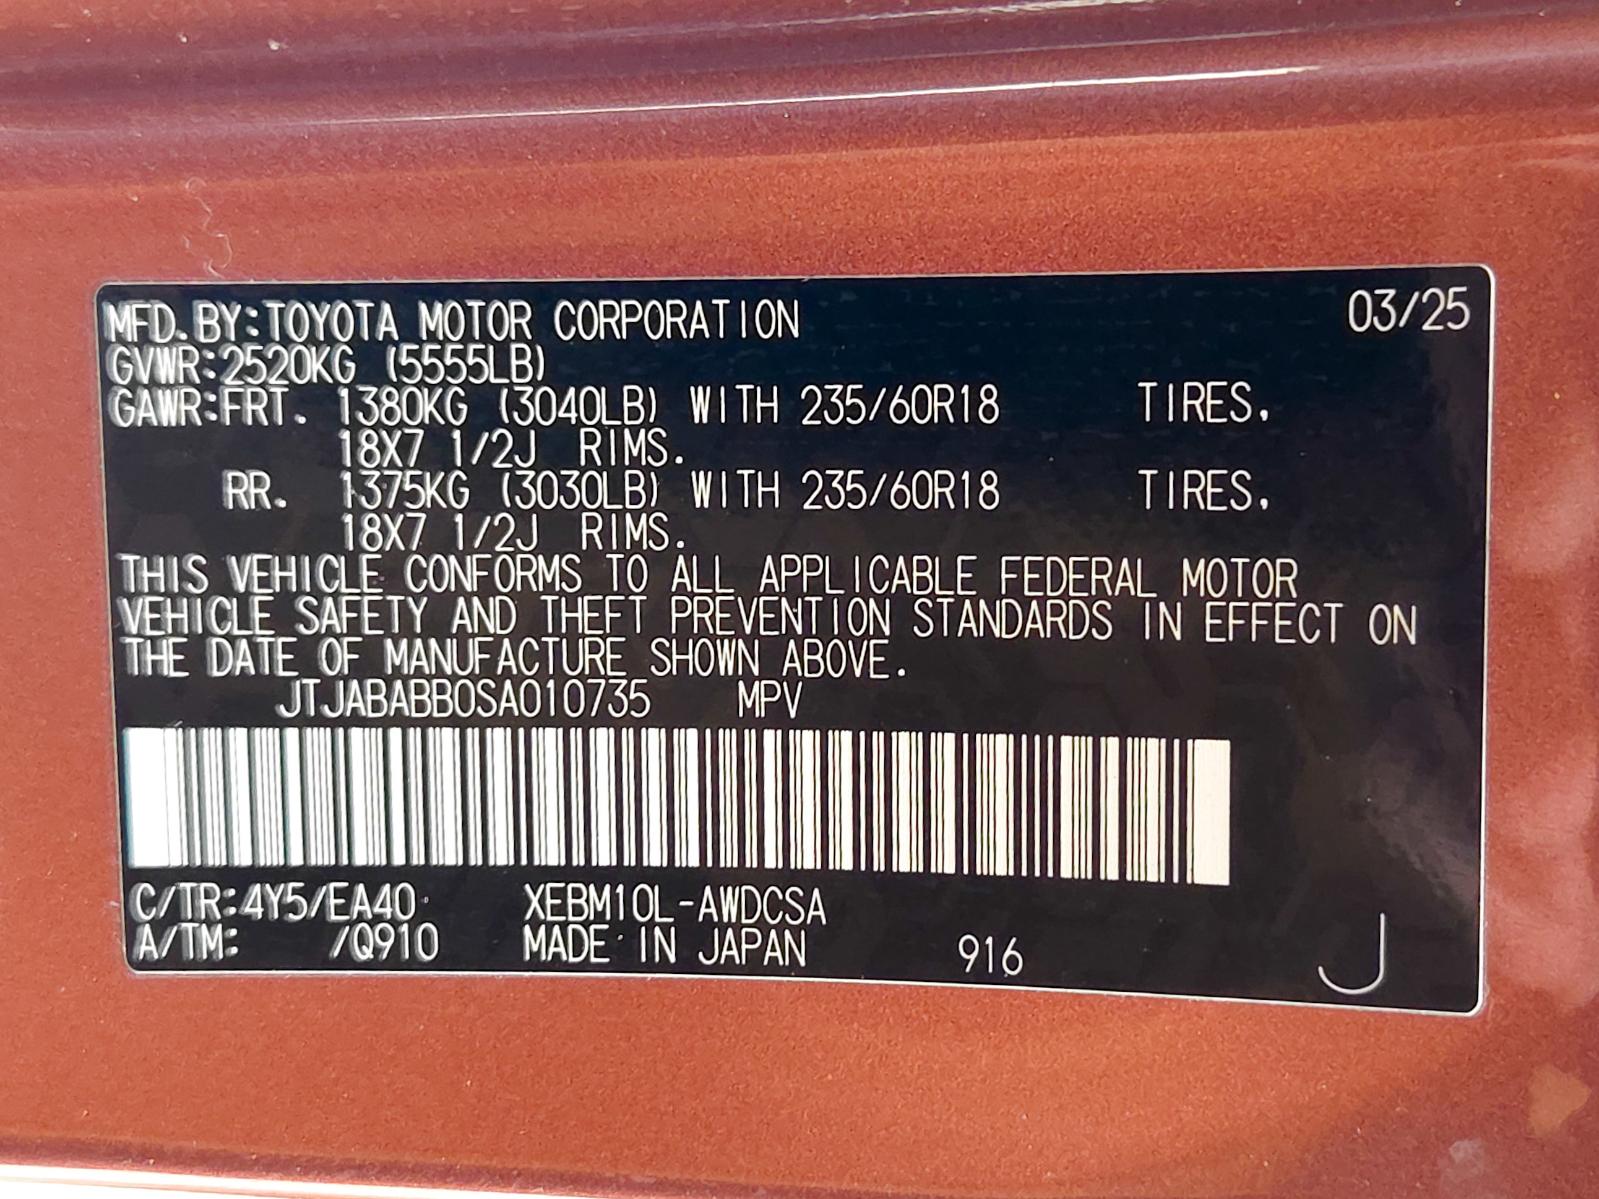 MFD. BY: TOYOTA MOTOR CORPORATION 03/25
GVWR: 2520KG (5555LB)
GAWR: FRT. 1380KG (3040LB) WITH 235/60R18 TIRES,
18X7 1/2J RIMS.
RR. 1375KG (3030LB) WITH 235/60R18 TIRES,
18X7 1/2J RIMS.
THIS VEHICLE CONFORMS TO ALL APPLICABLE FEDERAL MOTOR
VEHICLE SAFETY AND THEFT PREVENTION STANDARDS IN EFFECT ON
THE DATE OF MANUFACTURE SHOWN ABOVE.
JTJABABB0SA010735 MPV
C/TR: 4Y5/EA40 XEBM10L-AWDCSA
A/TM: /Q910 MADE IN JAPAN 916 J